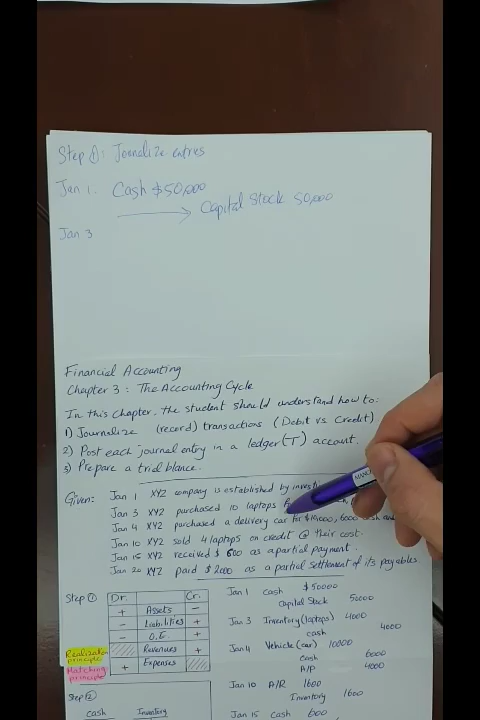 Step ①: Journalize entries
Jan 1. Cash $50,000
Capital Stock 50,000
Jan 3
Financial Accounting
Chapter 3: The Accounting Cycle
In this chapter, the student should understand how to:
1) Journalize (record) transactions (Debit vs Credit)
2) Post each journal entry in a ledger (T) account.
3) Prepare a trial blance.
Given: Jan 1 XYZ company is established by
Jan 3 XYZ purchased 10 laptops
Jan 4 XYZ purchased a delivery car for $10,000, 6000 cash and
Jan 10 XYZ sold 4 laptops on credit @ their cost.
Jan 15 XYZ received $ 600 as a partial payment.
Jan 20 XYZ paid $ 2000 as a partial settlement of its payables.
Step ①
Dr. Cr.
+ Assets -
- Liabilities +
- O.E. +
Revenues +
+ Expenses
Realization principle
Matching principle
Jan 1 cash $ 50000
Capital Stock 50000
Jan 3 Inventory (laptops) 4000
cash 4000
Jan 4 Vehicle (car) 10000
cash 6000
A/P 4000
Jan 10 A/R 1600
Inventory 1600
Jan 15 cash 600
Step ②
cash Inventory